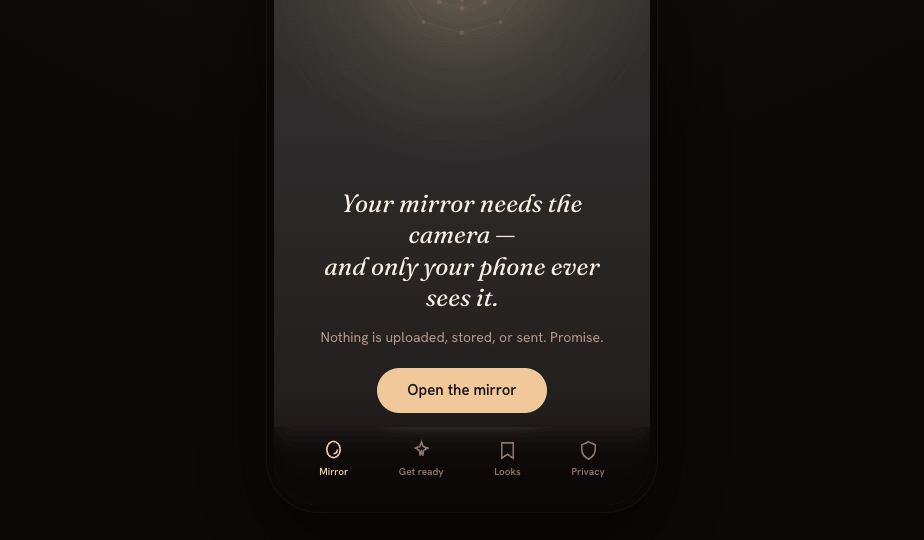 Your mirror needs the
camera —
and only your phone ever
sees it.
Nothing is uploaded, stored, or sent. Promise.
Open the mirror
Mirror
Get ready
Looks
Privacy